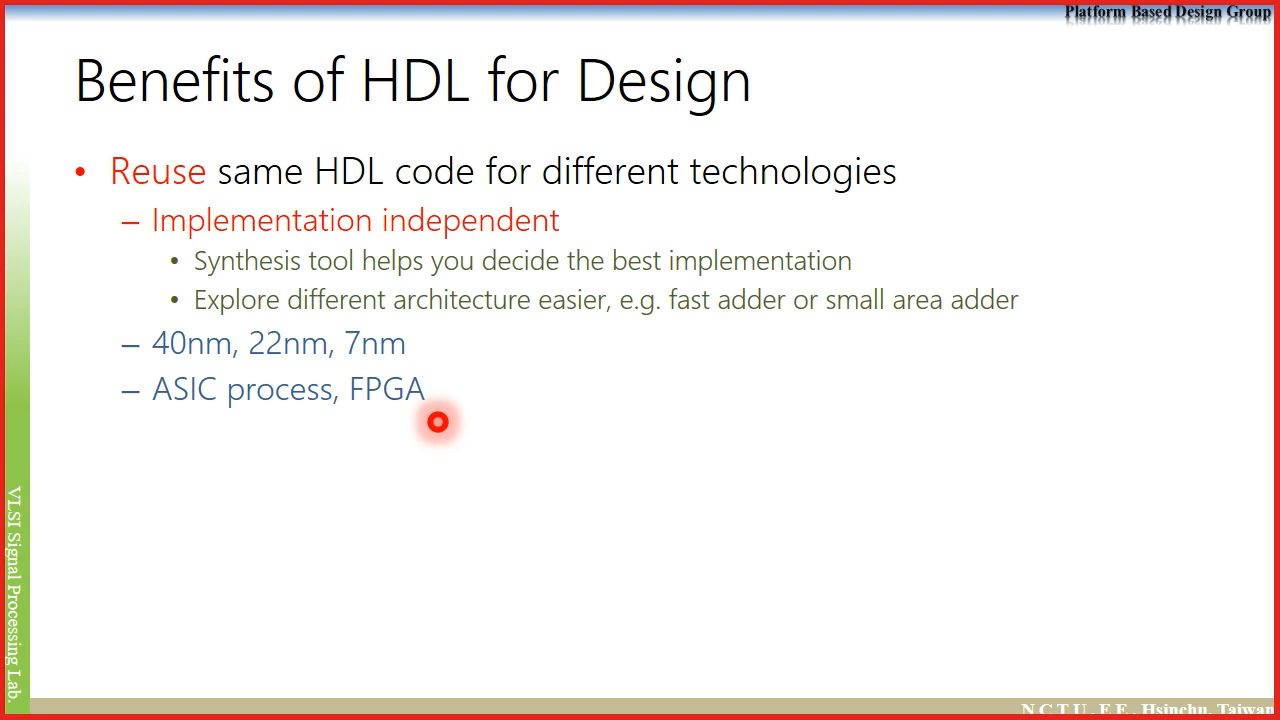 Platform Based Design Group
Benefits of HDL for Design
• Reuse same HDL code for different technologies
– Implementation independent
• Synthesis tool helps you decide the best implementation
• Explore different architecture easier, e.g. fast adder or small area adder
– 40nm, 22nm, 7nm
– ASIC process, FPGA
VLSI Signal Processing Lab.
N C T U . E E . Hsinchu, Taiwan